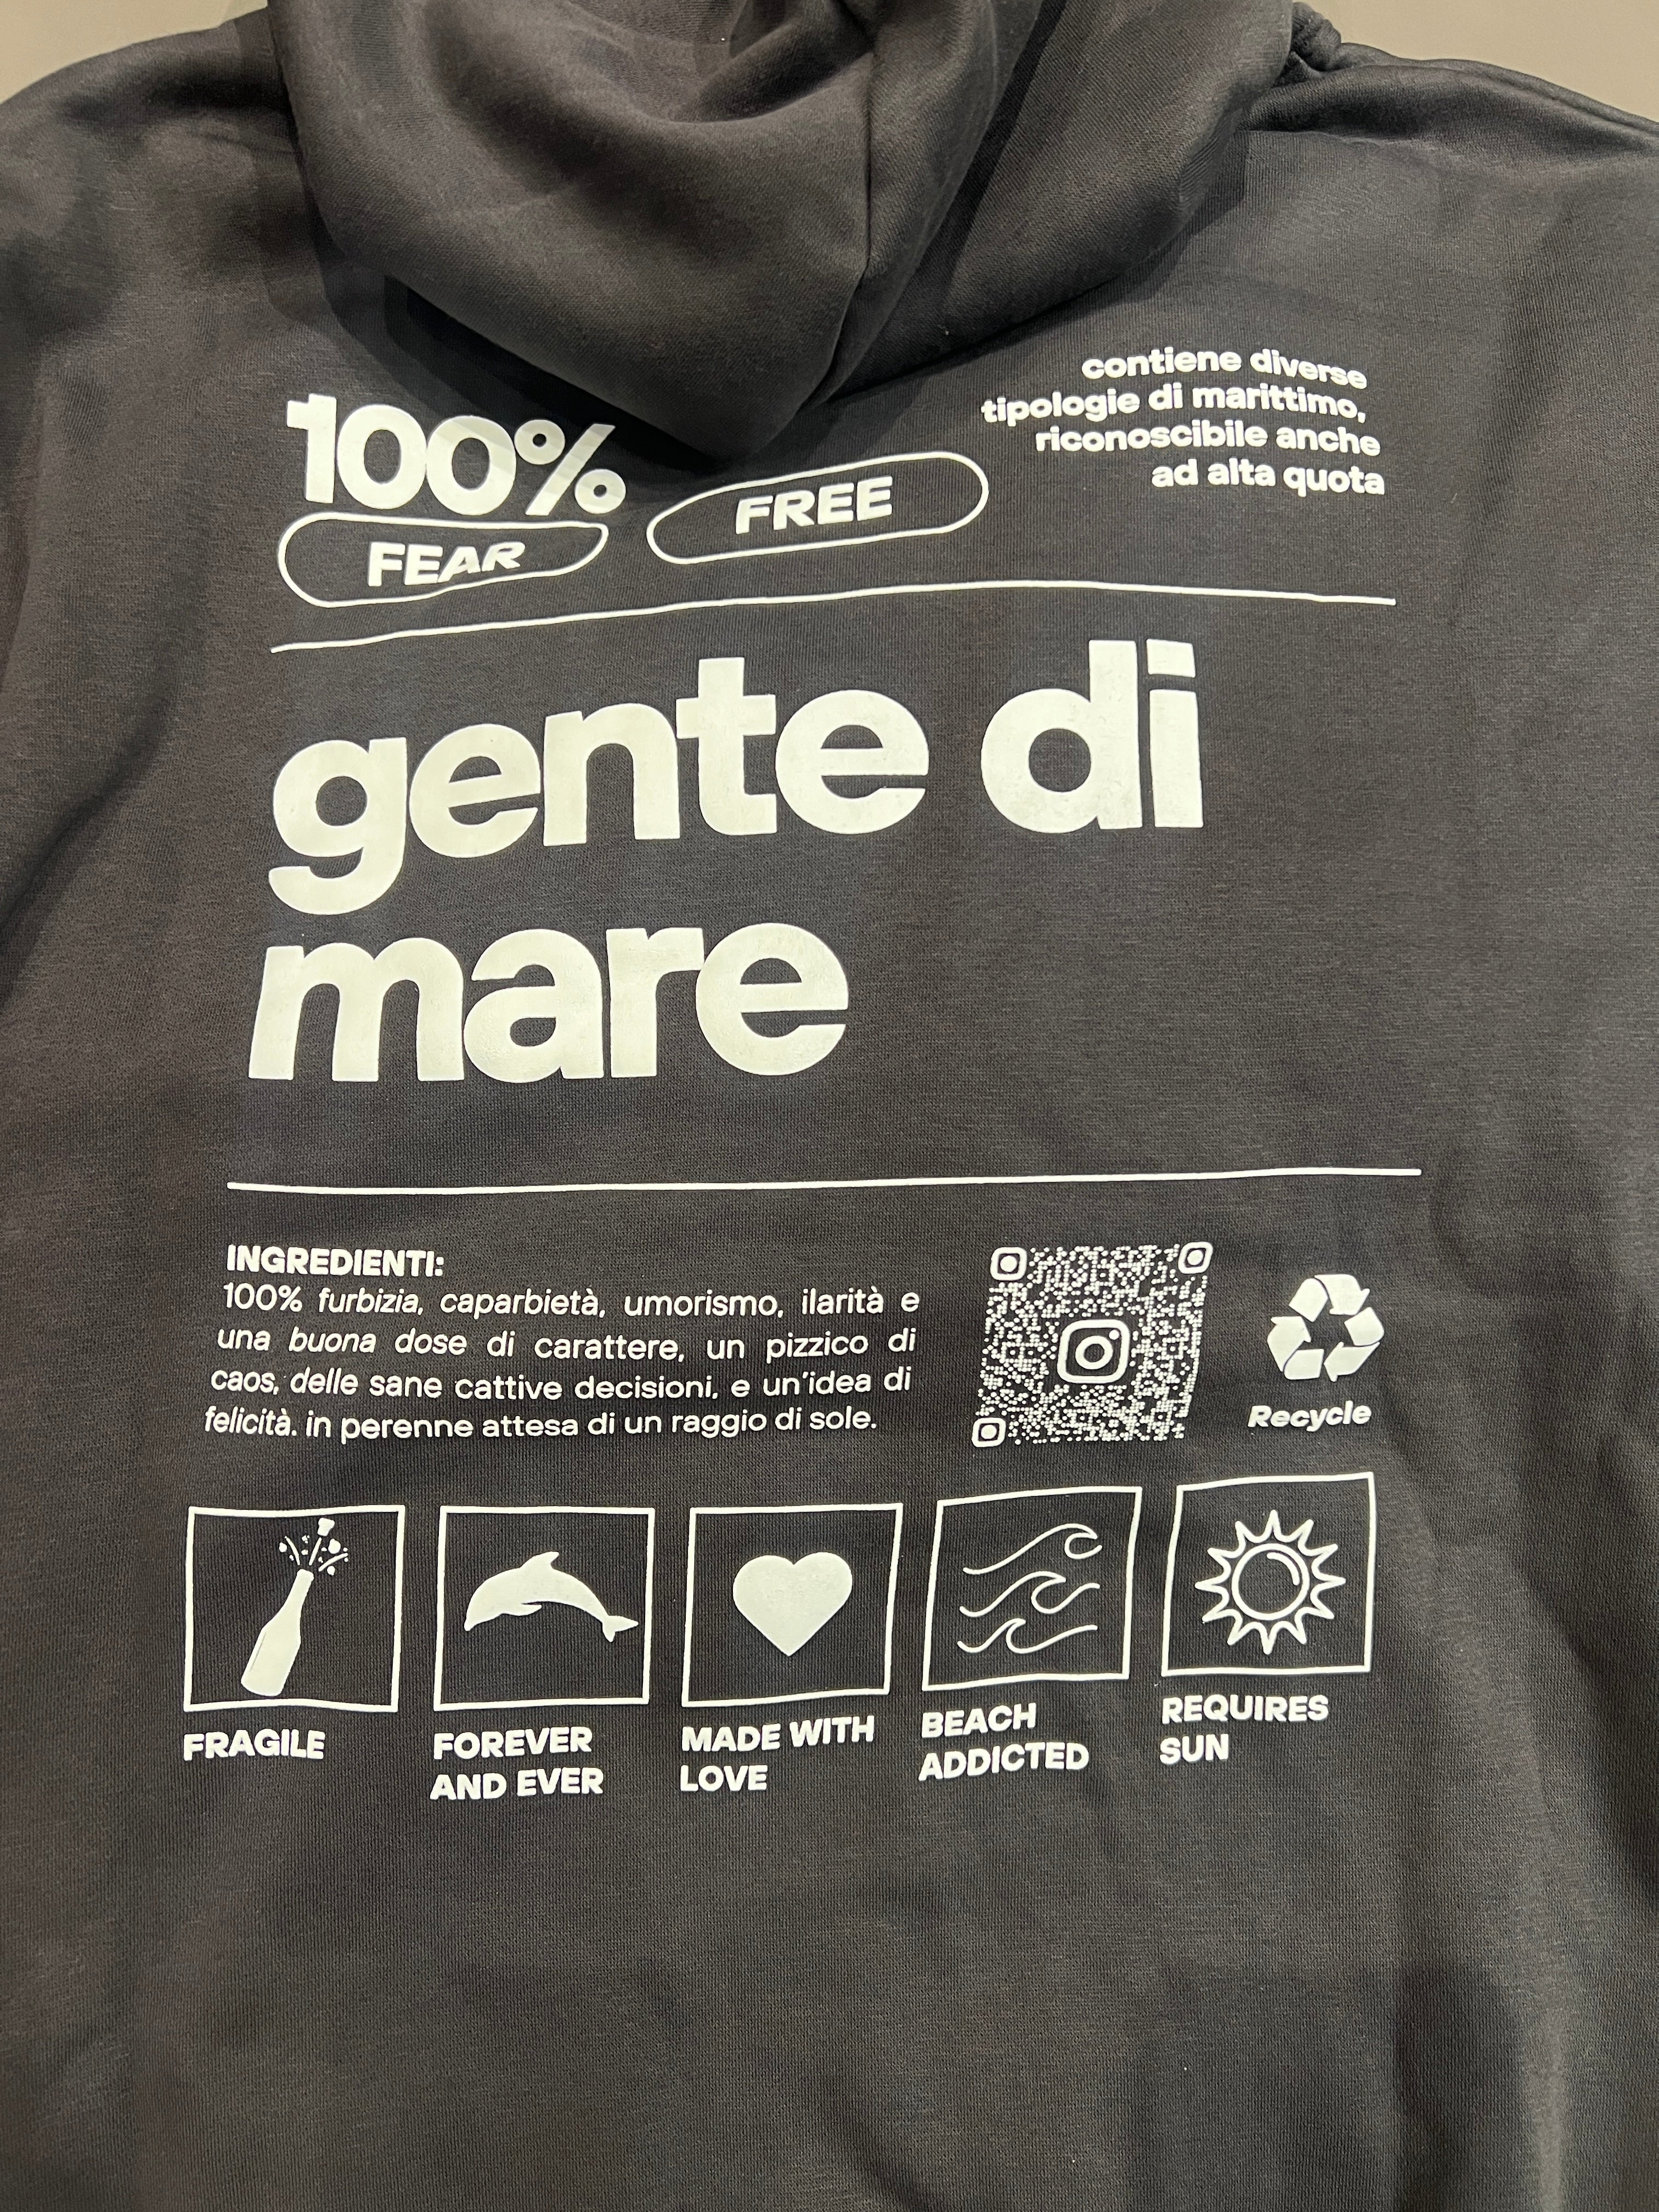 100%
FEAR
FREE
contiene diverse
tipologie di marittimo,
riconoscibile anche
ad alta quota
gente di
mare
INGREDIENTI:
100% furbizia, caparbietà, umorismo, ilarità e
una buona dose di carattere, un pizzico di
caos, delle sane cattive decisioni, e un'idea di
felicità. in perenne attesa di un raggio di sole.
Recycle
FRAGILE
FOREVER
AND EVER
MADE WITH
LOVE
BEACH
ADDICTED
REQUIRES
SUN